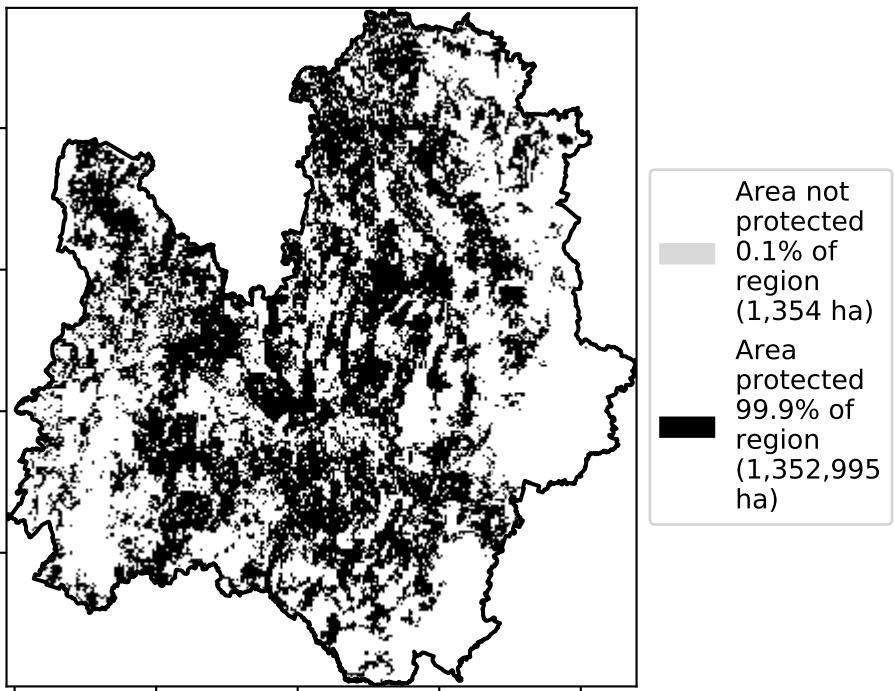 Area not
protected
0.1% of
region
(1,354 ha)
Area
protected
99.9% of
region
(1,352,995
ha)